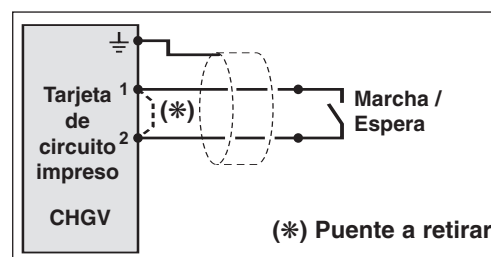 Tarjeta
de
circuito
impreso
CHGV
1
2
(✻)
Marcha /
Espera
(✻) Puente a retirar